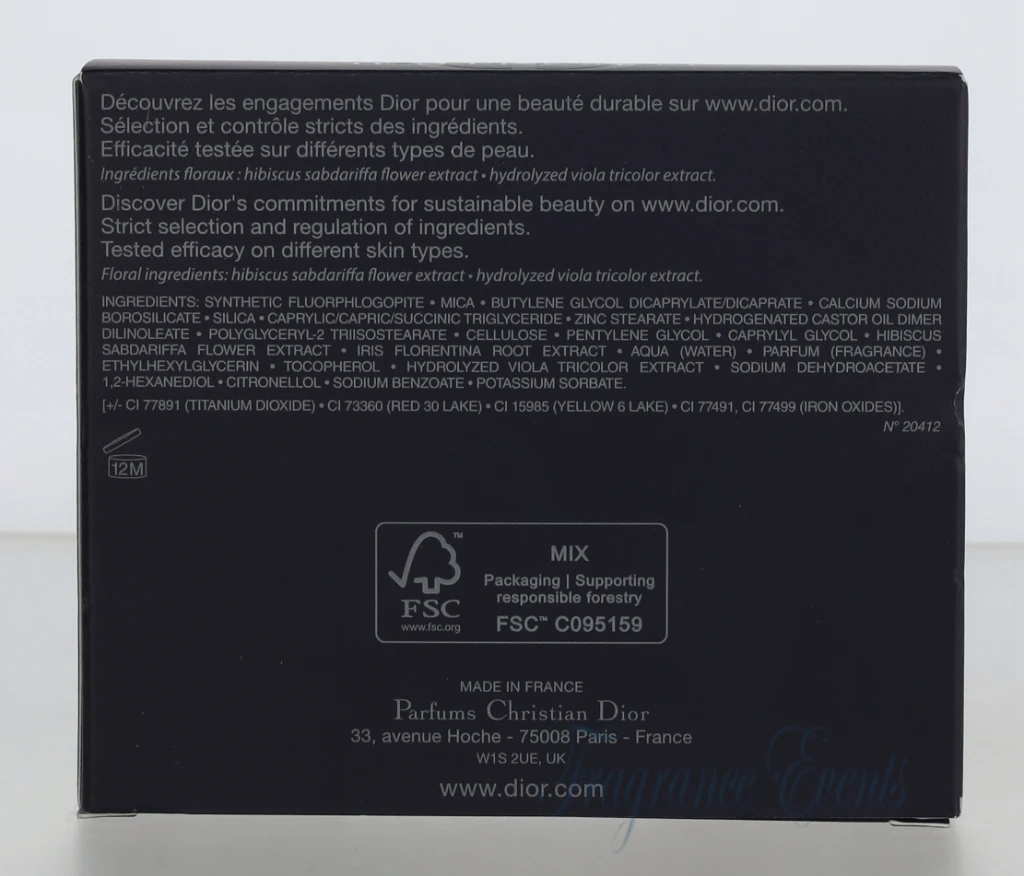 Découvrez les engagements Dior pour une beauté durable sur www.dior.com.
Sélection et contrôle stricts des ingrédients.
Efficacité testée sur différents types de peau.
Ingrédients floraux : hibiscus sabdariffa flower extract • hydrolyzed viola tricolor extract.
Discover Dior's commitments for sustainable beauty on www.dior.com.
Strict selection and regulation of ingredients.
Tested efficacy on different skin types.
Floral ingredients: hibiscus sabdariffa flower extract • hydrolyzed viola tricolor extract.
INGREDIENTS: SYNTHETIC FLUORPHLOGOPITE • MICA • BUTYLENE GLYCOL DICAPRYLATE/DICAPRATE • CALCIUM SODIUM
BOROSILICATE • SILICA • CAPRYLIC/CAPRIC/SUCCINIC TRIGLYCERIDE • ZINC STEARATE • HYDROGENATED CASTOR OIL DIMER
DILINOLEATE • POLYGLYCERYL-2 TRIISOSTEARATE • CELLULOSE • PENTYLENE GLYCOL • CAPRYLYL GLYCOL • HIBISCUS
SABDARIFFA FLOWER EXTRACT • IRIS FLORENTINA ROOT EXTRACT • AQUA (WATER) • PARFUM (FRAGRANCE) •
ETHYLHEXYLGLYCERIN • TOCOPHEROL • HYDROLYZED VIOLA TRICOLOR EXTRACT • SODIUM DEHYDROACETATE •
1,2-HEXANEDIOL • CITRONELLOL • SODIUM BENZOATE • POTASSIUM SORBATE.
[+/- CI 77891 (TITANIUM DIOXIDE) • CI 73360 (RED 30 LAKE) • CI 15985 (YELLOW 6 LAKE) • CI 77491, CI 77499 (IRON OXIDES)].
N° 20412
12M
FSC™
www.fsc.org
MIX
Packaging | Supporting
responsible forestry
FSC™ C095159
MADE IN FRANCE
Parfums Christian Dior
33, avenue Hoche - 75008 Paris - France
W1S 2UE, UK
www.dior.com
Fragrance Events